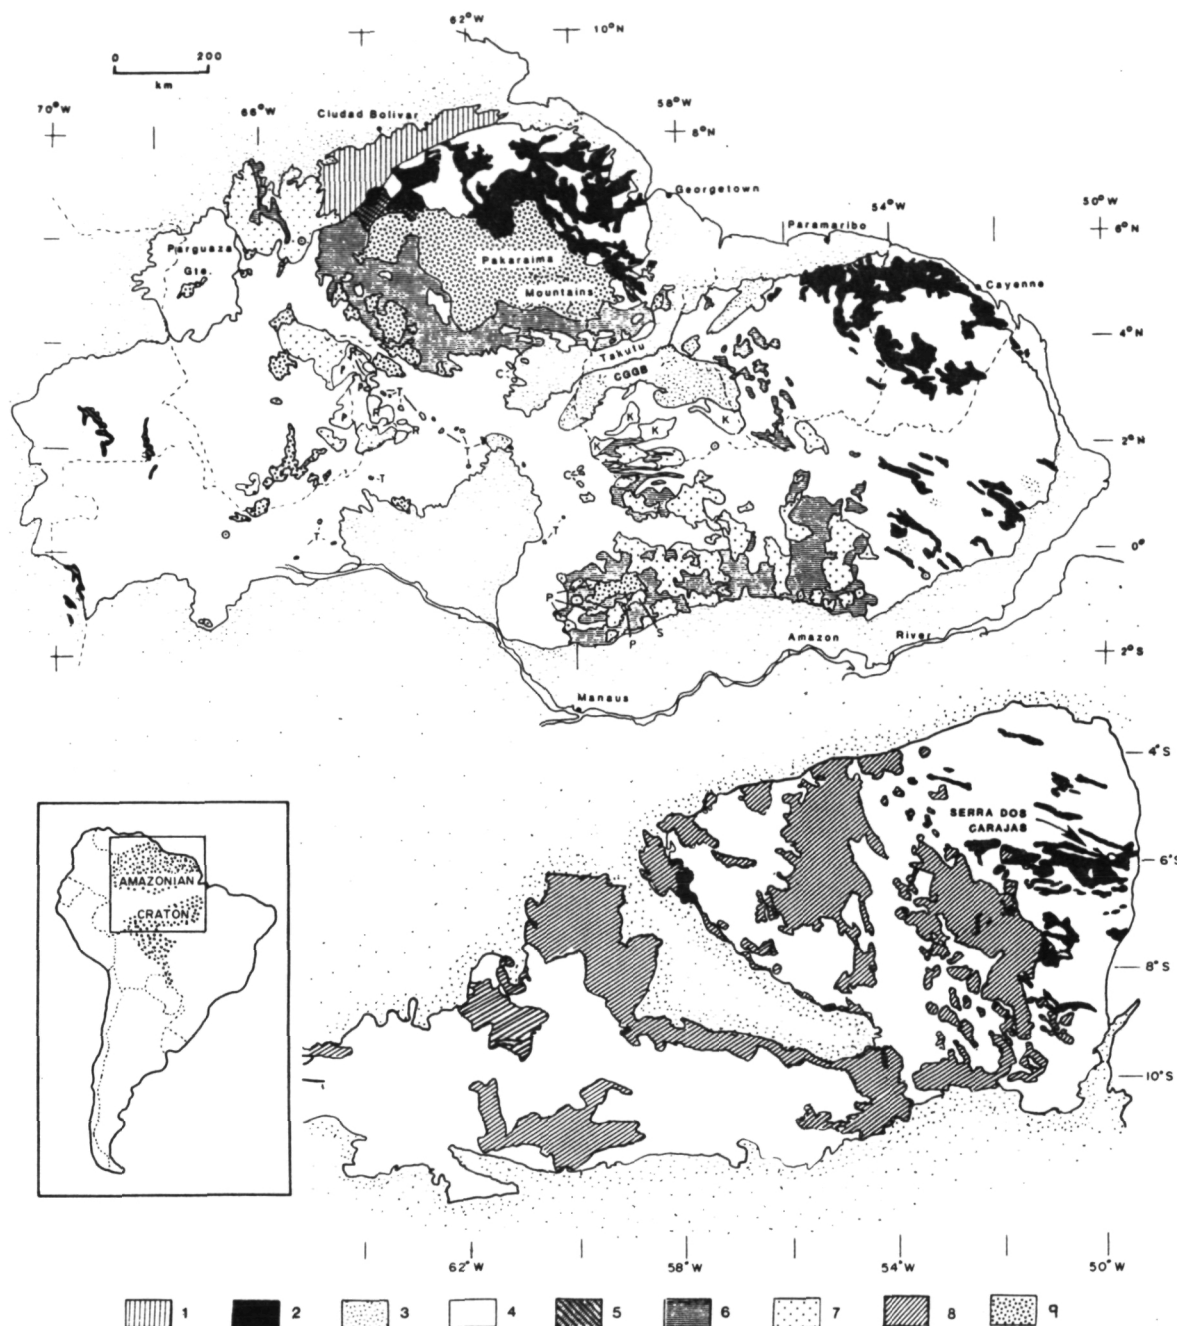 62°W
10°N
0 200
km
70°W
66°W
Ciudad Bolivar
58°W
8°N
Georgetown
54°W
50°W
Paramaribo
6°N
Parguaza
Gte.
Pakaraima
Mountains
Cayenne
4°N
Takutu
CGGB
C
T
P
P
P
R
R
K
K
K
K
2°N
T
T
C
T
T
0°
P
S
P
Amazon River
2°S
Manaus
4°S
SERRA DOS
CARAJAS
6°S
AMAZONIAN
CRATON
8°S
10°S
62°W
58°W
54°W
50°W
1 2 3 4 5 6 7 8 9